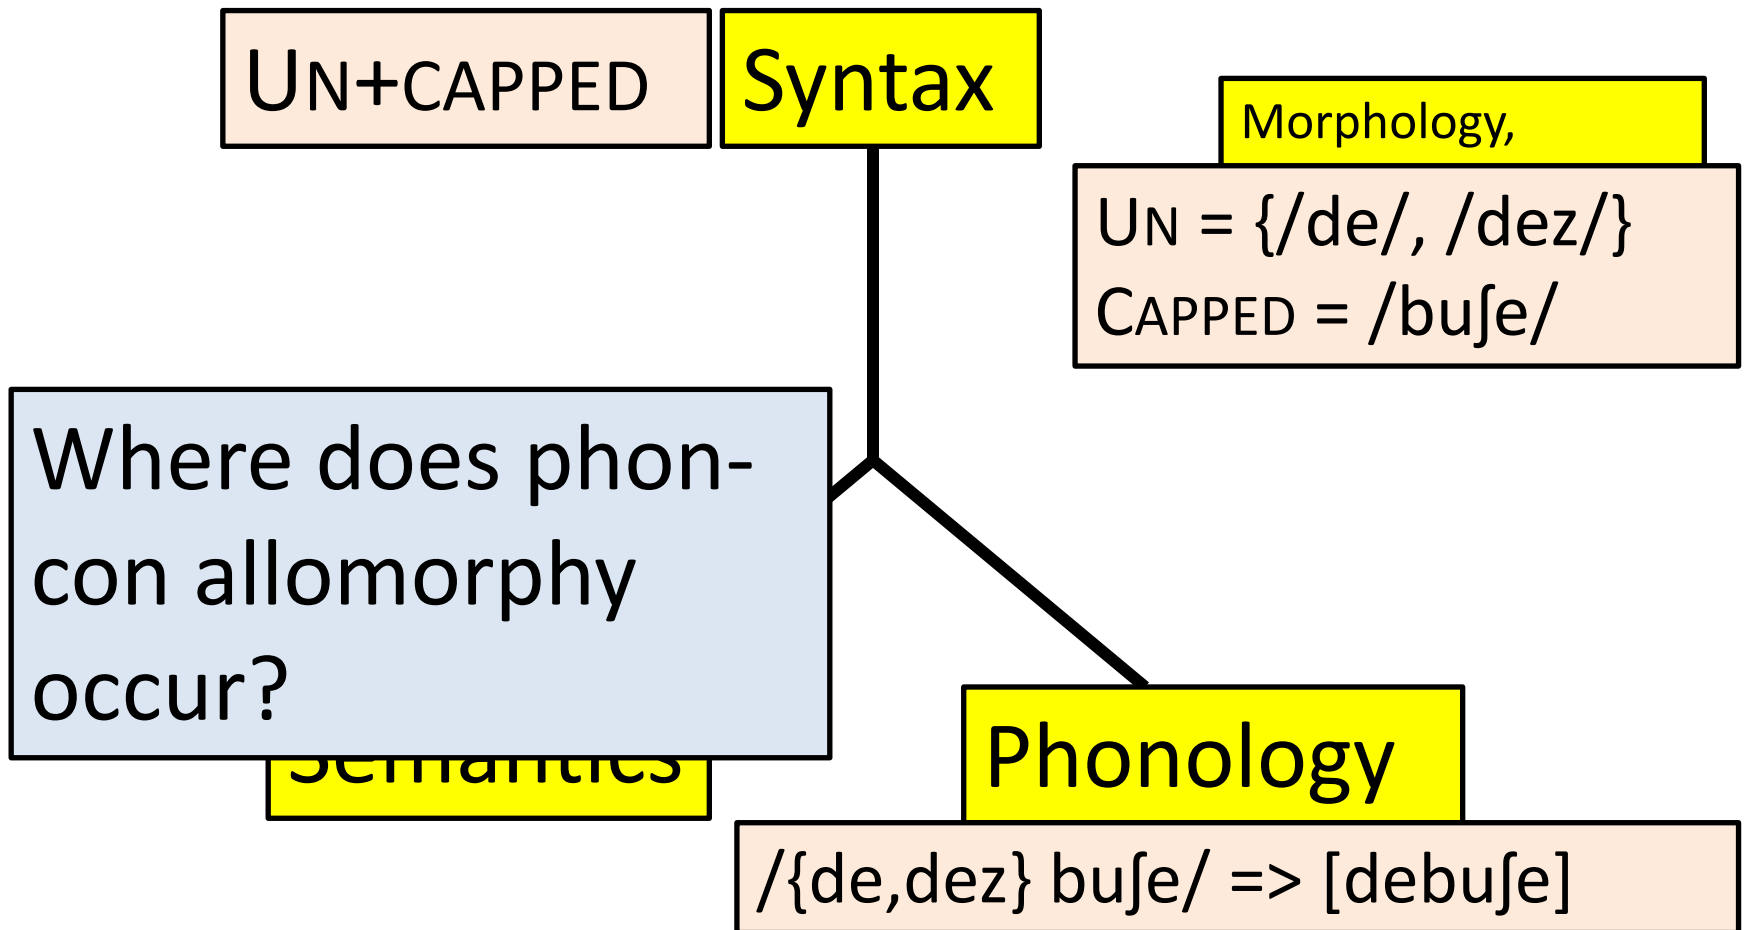 UN+CAPPED
Syntax
Morphology,
UN = {/de/, /dez/}
CAPPED = /buʃe/
Where does phon-
con allomorphy
occur?
Semantics
Phonology
/{de,dez} buʃe/ => [debuʃe]